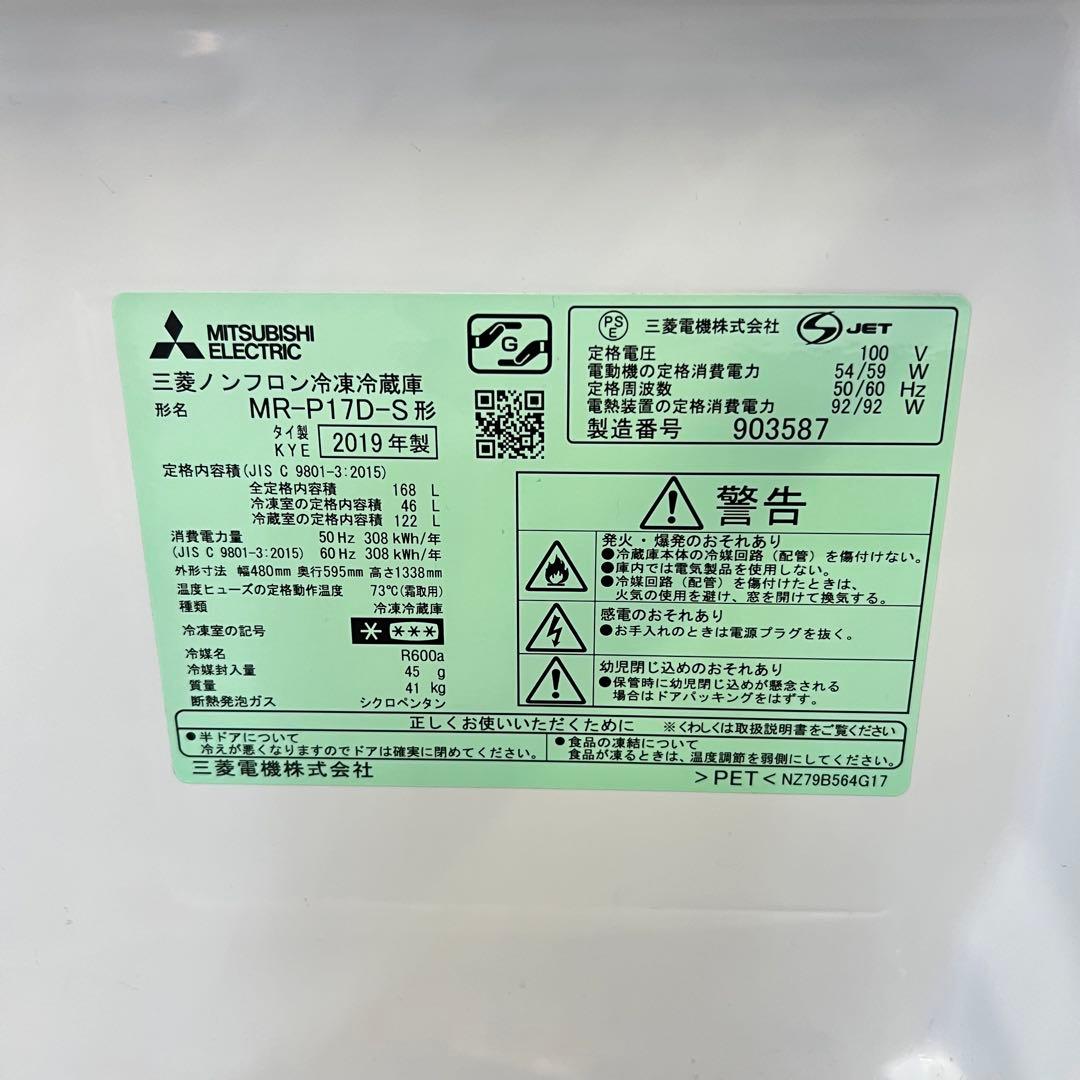 MITSUBISHI
ELECTRIC
G
三菱ノンフロン冷凍冷蔵庫
形名 MR-P17D-S形
タイ製
KYE 2019年製
定格内容積(JIS C 9801-3:2015)
全定格内容積 168 L
冷凍室の定格内容積 46 L
冷蔵室の定格内容積 122 L
消費電力量 50Hz 308kWh/年
(JIS C 9801-3:2015) 60Hz 308kWh/年
外形寸法 幅480mm 奥行595mm 高さ1338mm
温度ヒューズの定格動作温度 73℃(霜取用)
種類 冷凍冷蔵庫
冷凍室の記号 * ***
冷媒名 R600a
冷媒封入量 45 g
質量 41 kg
断熱発泡ガス シクロペンタン
PSE 三菱電機株式会社 S JET
定格電圧 100 V
電動機の定格消費電力 54/59 W
定格周波数 50/60 Hz
電熱装置の定格消費電力 92/92 W
製造番号 903587
警告
発火・爆発のおそれあり
●冷蔵庫本体の冷媒回路(配管)を傷付けない。
●庫内では電気製品を使用しない。
●冷媒回路(配管)を傷付けたときは、
火気の使用を避け、窓を開けて換気する。
感電のおそれあり
●お手入れのときは電源プラグを抜く。
幼児閉じ込めのおそれあり
●保管時に幼児閉じ込めが懸念される
場合はドアパッキングをはずす。
正しくお使いいただくために ※くわしくは取扱説明書をご覧ください
●半ドアについて
冷えが悪くなりますのでドアは確実に閉めてください。
●食品の凍結について
食品が凍るときは、温度調節を弱側にしてください。
三菱電機株式会社
>PET< NZ79B564G17